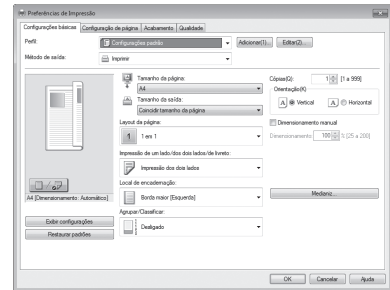 Preferências de Impressão
Configurações básicas Configuração de página Acabamento Qualidade
Perfil: Configurações padrão Adicionar(1)... Editar(2)...
Método de saída: Imprimir
Tamanho da página:
A4
Tamanho da saída:
Coincidir tamanho da página
Layout da página:
1 1 em 1
Impressão de um lado/dos dois lados/de livreto:
Impressão dos dois lados
Local de encadernação:
Borda maior [Esquerda]
Agrupar/Classificar:
Desligado
Cópias(Q): 1 [1 a 999]
Orientação(K)
A Vertical A Horizontal
Dimensionamento manual
Dimensionamento: 100 % [25 a 200]
Medianiz...
A4 [Dimensionamento: Automático]
Exibir configurações
Restaurar padrões
OK Cancelar Ajuda